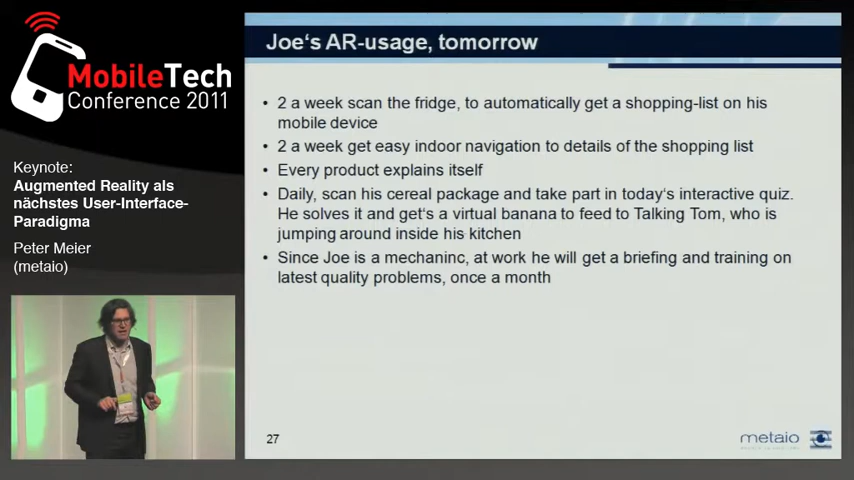 MobileTech
Conference 2011
Keynote:
Augmented Reality als
nächstes User-Interface-
Paradigma
Peter Meier
(metaio)
Joe‘s AR-usage, tomorrow
• 2 a week scan the fridge, to automatically get a shopping-list on his
mobile device
• 2 a week get easy indoor navigation to details of the shopping list
• Every product explains itself
• Daily, scan his cereal package and take part in today‘s interactive quiz.
He solves it and get‘s a virtual banana to feed to Talking Tom, who is
jumping around inside his kitchen
• Since Joe is a mechaninc, at work he will get a briefing and training on
latest quality problems, once a month
27
metaio